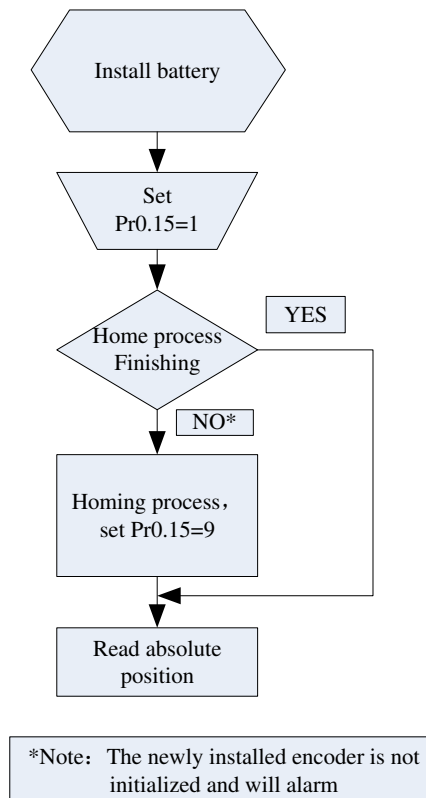 Install battery
Set
Pr0.15=1
Home process
Finishing
YES
NO*
Homing process，
set Pr0.15=9
Read absolute
position
*Note：The newly installed encoder is not
initialized and will alarm